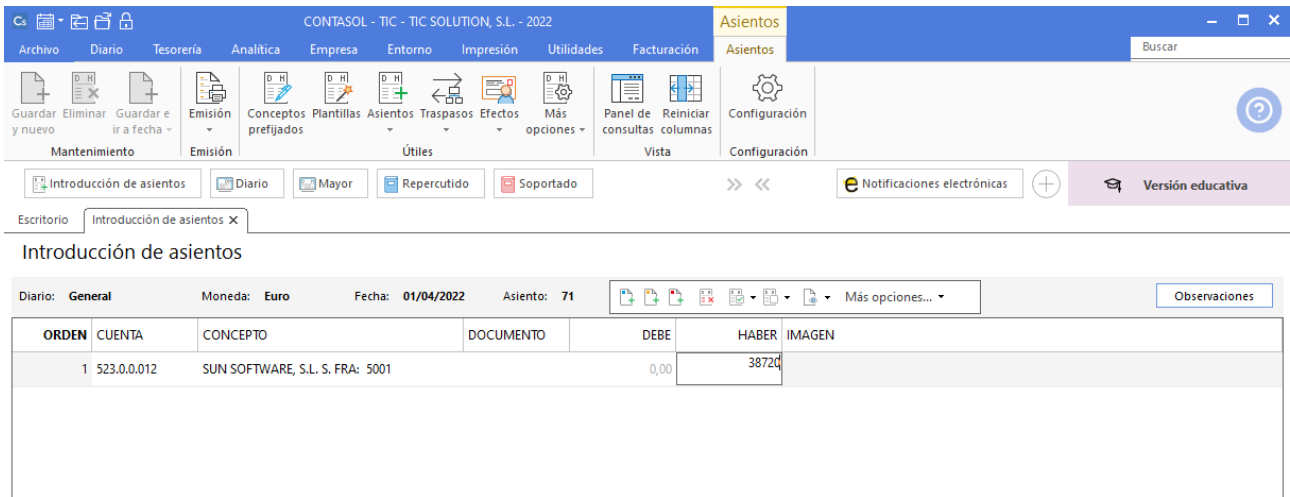 Cs CONTASOL - TIC - TIC SOLUTION, S.L. - 2022 Asientos
Archivo Diario Tesorería Analítica Empresa Entorno Impresión Utilidades Facturación Asientos Buscar
D H D H D H D H D H
Guardar Eliminar Guardar e Emisión Conceptos Plantillas Asientos Traspasos Efectos Más Panel de Reiniciar Configuración
y nuevo ir a fecha prefijados opciones consultas columnas
Mantenimiento Emisión Útiles Vista Configuración
Introducción de asientos Diario Mayor Repercutido Soportado e Notificaciones electrónicas Versión educativa
Escritorio Introducción de asientos X
Introducción de asientos
Diario: General Moneda: Euro Fecha: 01/04/2022 Asiento: 71 Más opciones... Observaciones
ORDEN CUENTA CONCEPTO DOCUMENTO DEBE HABER IMAGEN
1 523.0.0.012 SUN SOFTWARE, S.L. S. FRA: 5001 0,00 38720